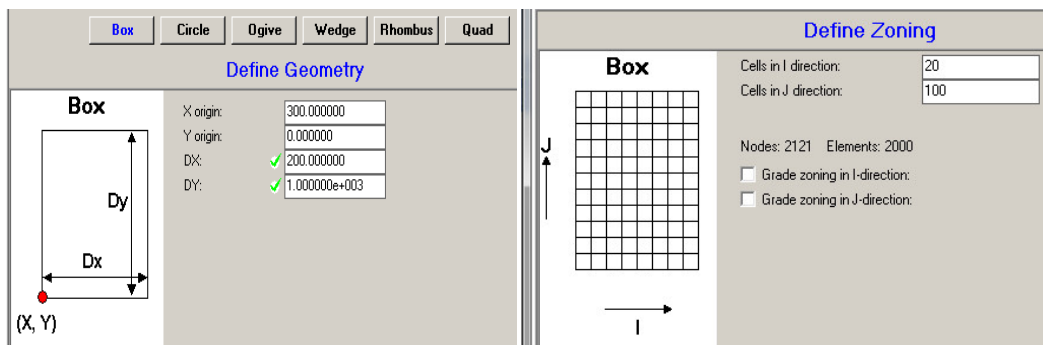 Box Circle Ogive Wedge Rhombus Quad
Define Geometry
Box
Dy
Dx
(X, Y)
X origin: 300.000000
Y origin: 0.000000
DX: 200.000000
DY: 1.000000e+003
Define Zoning
Box
J
I
Cells in I direction: 20
Cells in J direction: 100
Nodes: 2121 Elements: 2000
Grade zoning in I-direction:
Grade zoning in J-direction: